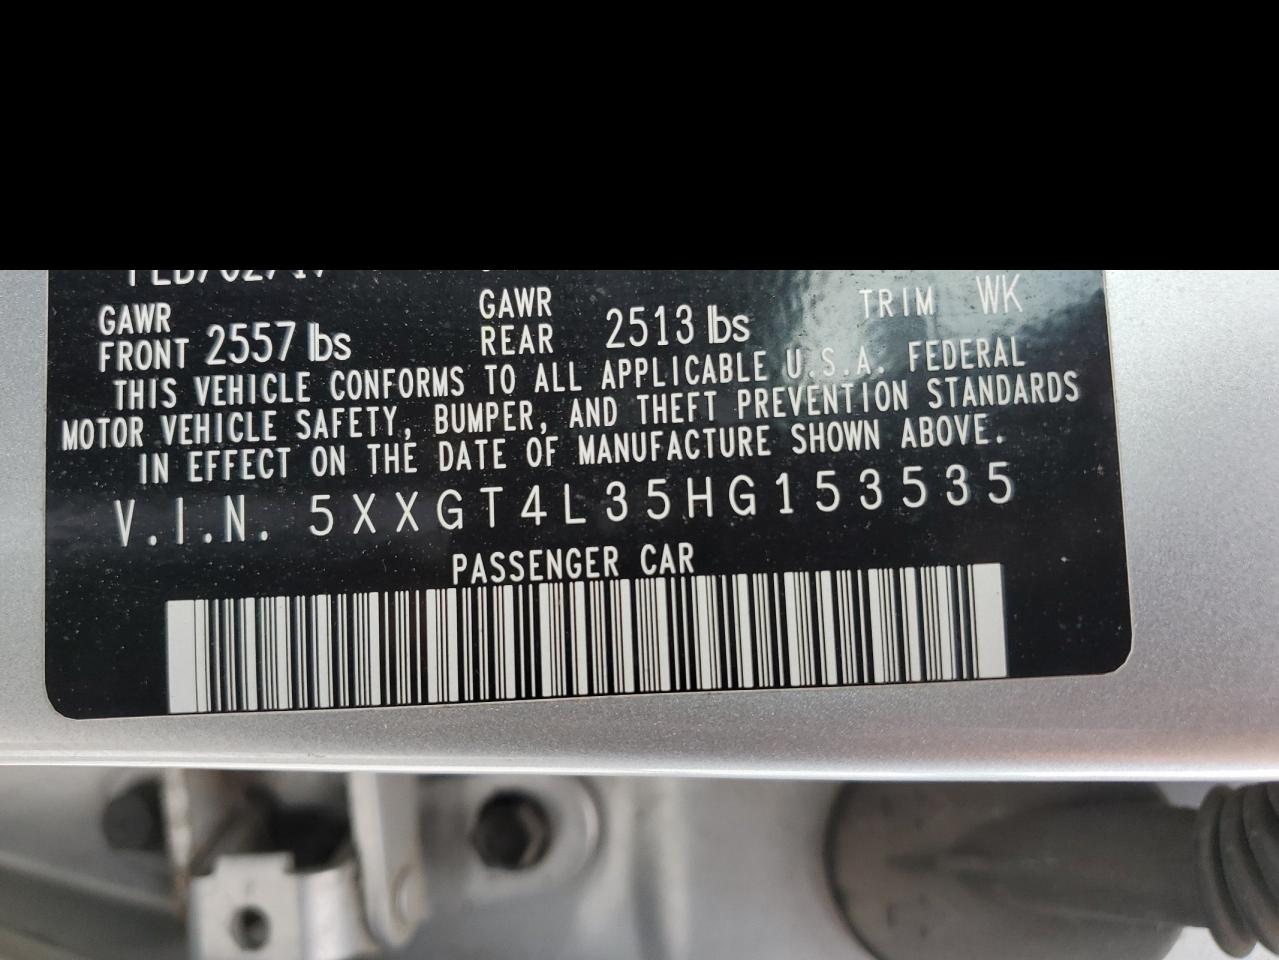 GAWR FRONT 2557 lbs GAWR REAR 2513 lbs TRIM WK
THIS VEHICLE CONFORMS TO ALL APPLICABLE U.S.A. FEDERAL
MOTOR VEHICLE SAFETY, BUMPER, AND THEFT PREVENTION STANDARDS
IN EFFECT ON THE DATE OF MANUFACTURE SHOWN ABOVE.
V.I.N. 5XXGT4L35HG153535
PASSENGER CAR